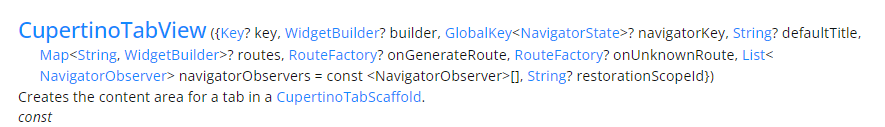 CupertinoTabView ({Key? key, WidgetBuilder? builder, GlobalKey<NavigatorState>? navigatorKey, String? defaultTitle,
Map<String, WidgetBuilder>? routes, RouteFactory? onGenerateRoute, RouteFactory? onUnknownRoute, List<
NavigatorObserver> navigatorObservers = const <NavigatorObserver>[], String? restorationScopeId})
Creates the content area for a tab in a CupertinoTabScaffold.
const